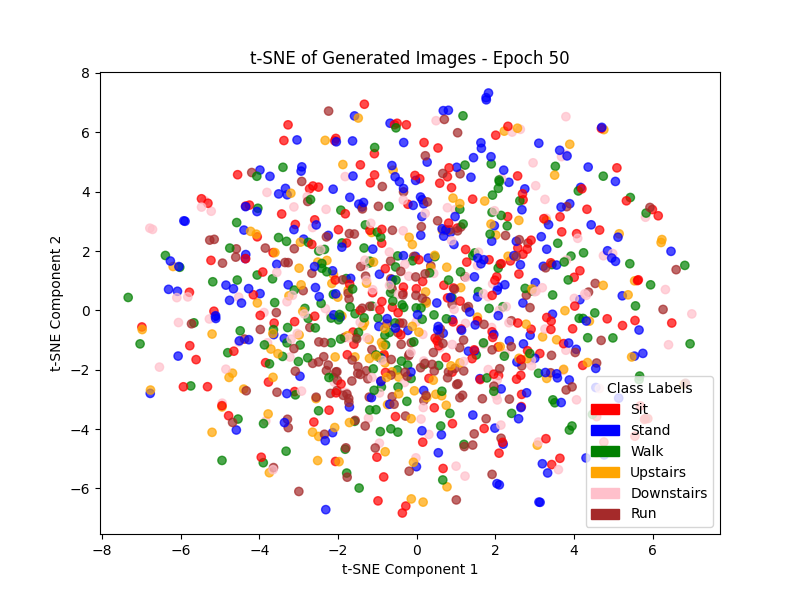 t-SNE of Generated Images - Epoch 50
8
6
4
2
0
−2
−4
−6
t-SNE Component 2
−8
−6
−4
−2
0
2
4
6
t-SNE Component 1
Class Labels
Sit
Stand
Walk
Upstairs
Downstairs
Run